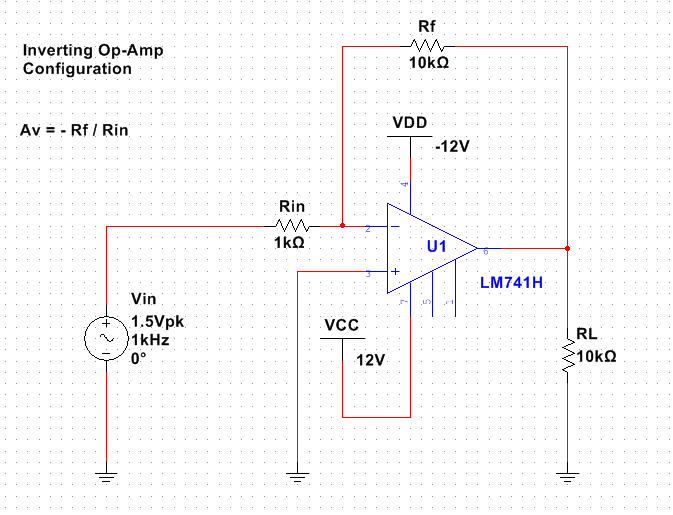 Inverting Op-Amp
Configuration
Av = - Rf / Rin
Rf
10kΩ
VDD
-12V
4
Rin
1kΩ
2
U1
6
3
LM741H
7
5
1
Vin
1.5Vpk
1kHz
0°
VCC
12V
RL
10kΩ